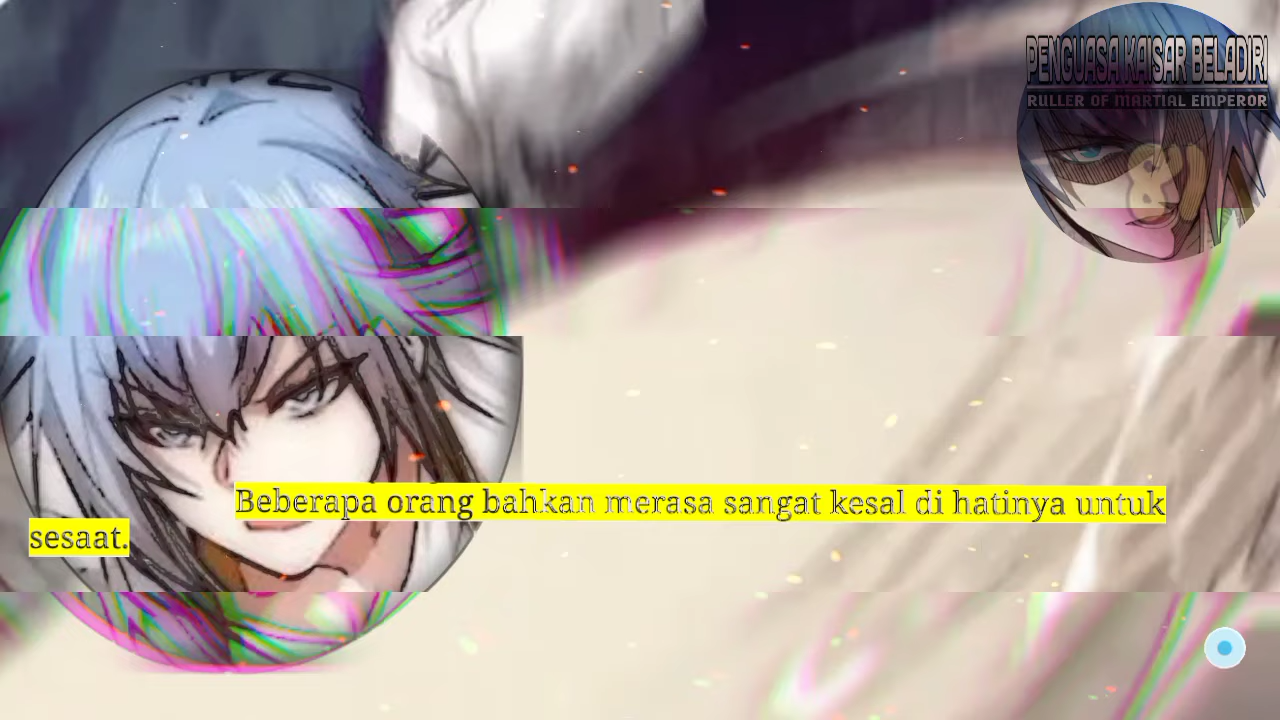 PENGUASA KAISAR BELADIRI
RULLER OF MARTIAL EMPEROR
Beberapa orang bahkan merasa sangat kesal di hatinya untuk
sesaat.